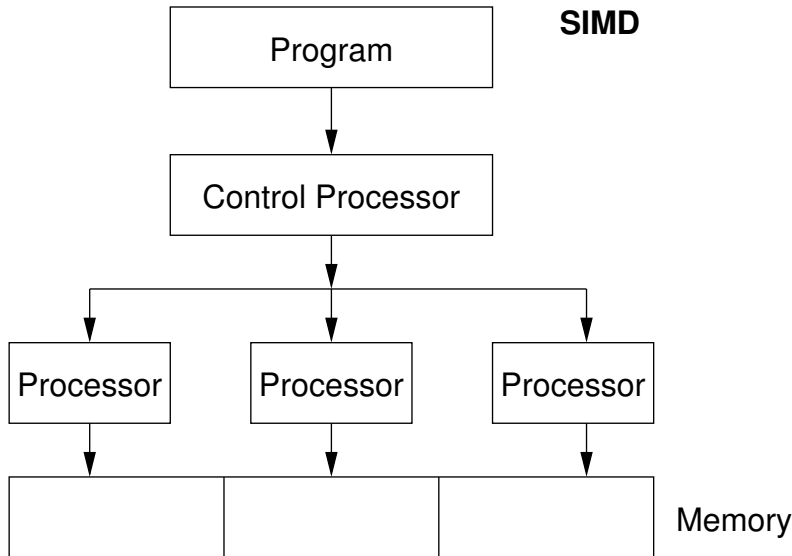 SIMD
Program
Control Processor
Processor
Processor
Processor
Memory